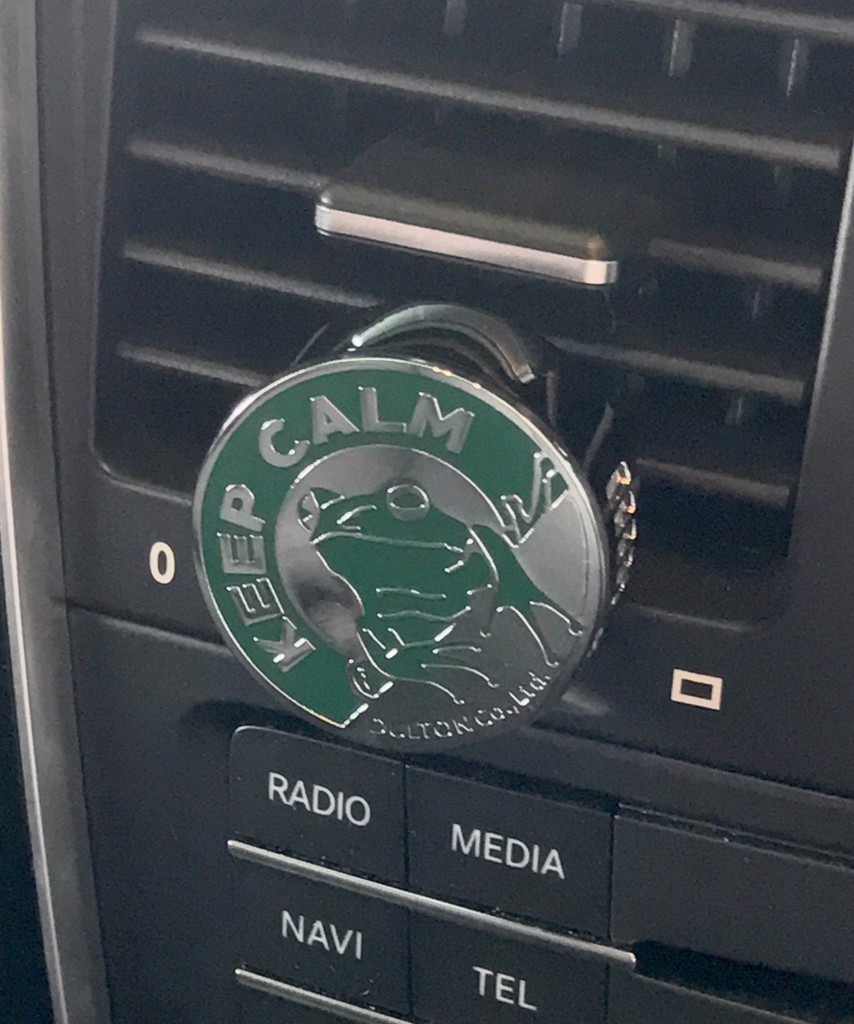 KEEP CALM
DULTON CO.,Ltd.
0
RADIO
MEDIA
NAVI
TEL